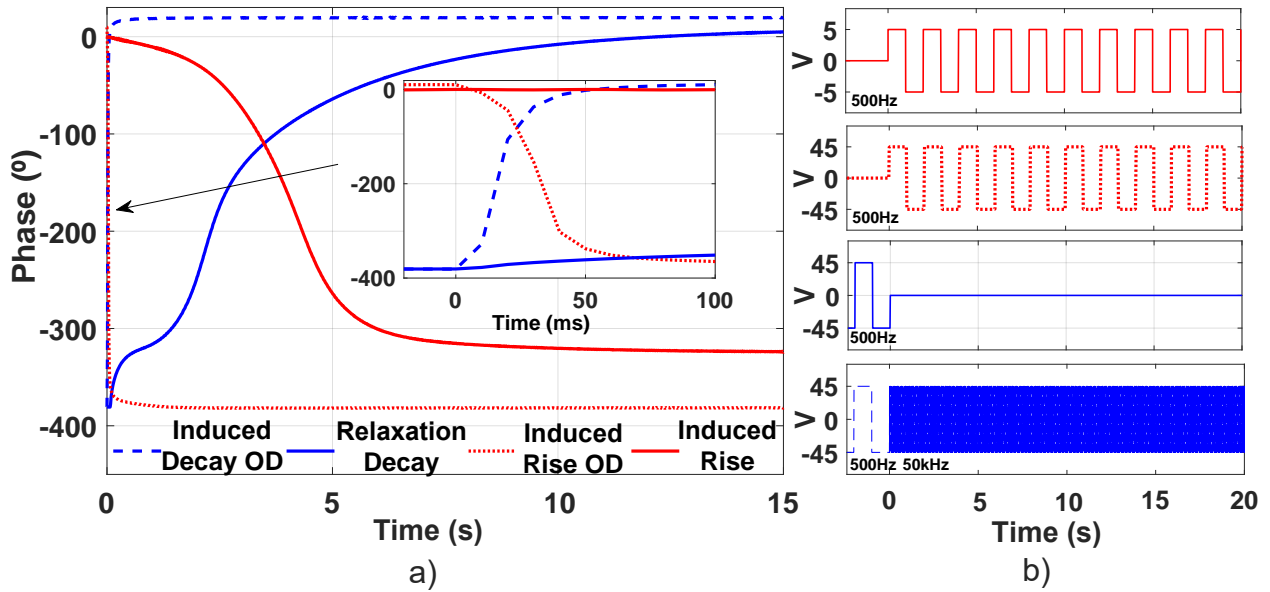 0
-100
-200
-300
-400
Phase (º)
0
-200
-400
0
50
100
Time (ms)
Induced Decay OD
Relaxation Decay
Induced Rise OD
Induced Rise
0
5
10
15
Time (s)
a)
5
0
-5
V
500Hz
45
0
-45
V
500Hz
45
0
-45
V
500Hz
45
0
-45
V
500Hz 50kHz
0
5
10
15
20
Time (s)
b)